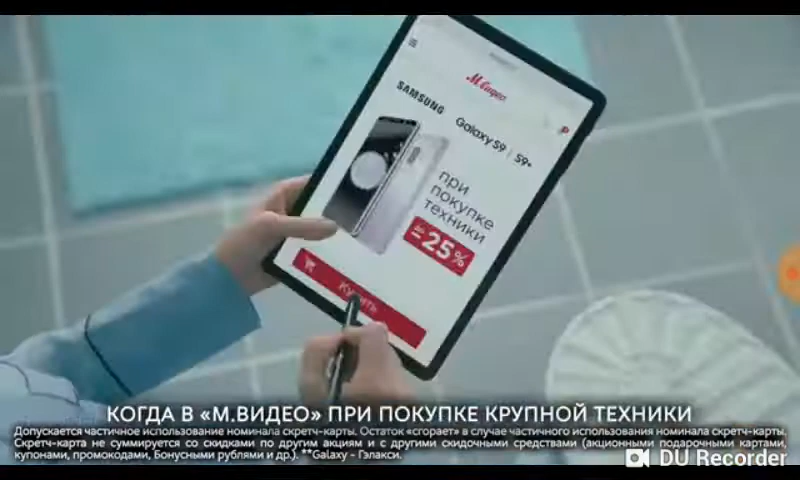 М.Видео
SAMSUNG
Galaxy S9 | S9+
при
покупке
техники
до
-25%
Купить
КОГДА В «М.ВИДЕО» ПРИ ПОКУПКЕ КРУПНОЙ ТЕХНИКИ
Допускается частичное использование номинала скретч-карты. Остаток «сгорает» в случае частичного использования номинала скретч-карты.
Скретч-карта не суммируется со скидками по другим акциям и с другими скидочными средствами (акционными подарочными картами,
купонами, промокодами, Бонусными рублями и др.). **Galaxy - Гэлакси.
DU Recorder